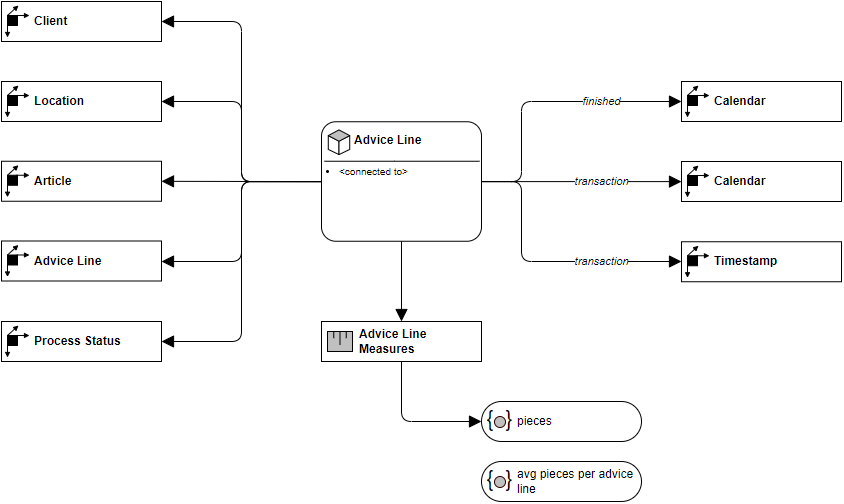 Client
Location
Article
Advice Line
Process Status
Advice Line
<connected to>
finished
Calendar
transaction
Calendar
transaction
Timestamp
Advice Line
Measures
pieces
avg pieces per advice
line